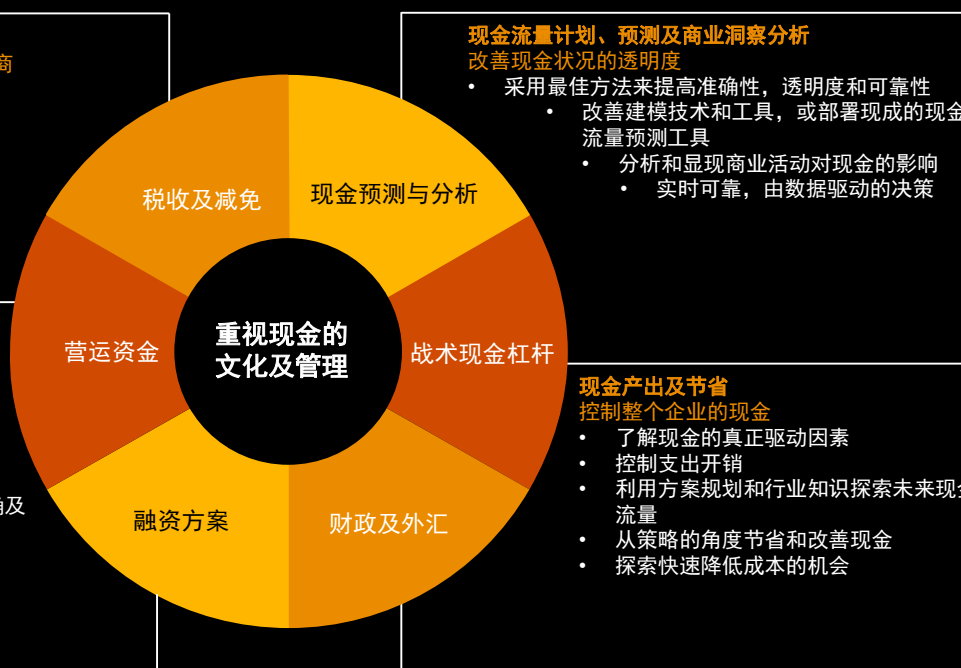 商
现金流量计划、预测及商业洞察分析
改善现金状况的透明度
• 采用最佳方法来提高准确性，透明度和可靠性
• 改善建模技术和工具，或部署现成的现金
流量预测工具
• 分析和显现商业活动对现金的影响
• 实时可靠，由数据驱动的决策
税收及减免
现金预测与分析
营运资金
重视现金的
文化及管理
战术现金杠杆
融资方案
财政及外汇
及
现金产出及节省
控制整个企业的现金
• 了解现金的真正驱动因素
• 控制支出开销
• 利用方案规划和行业知识探索未来现金
流量
• 从策略的角度节省和改善现金
• 探索快速降低成本的机会